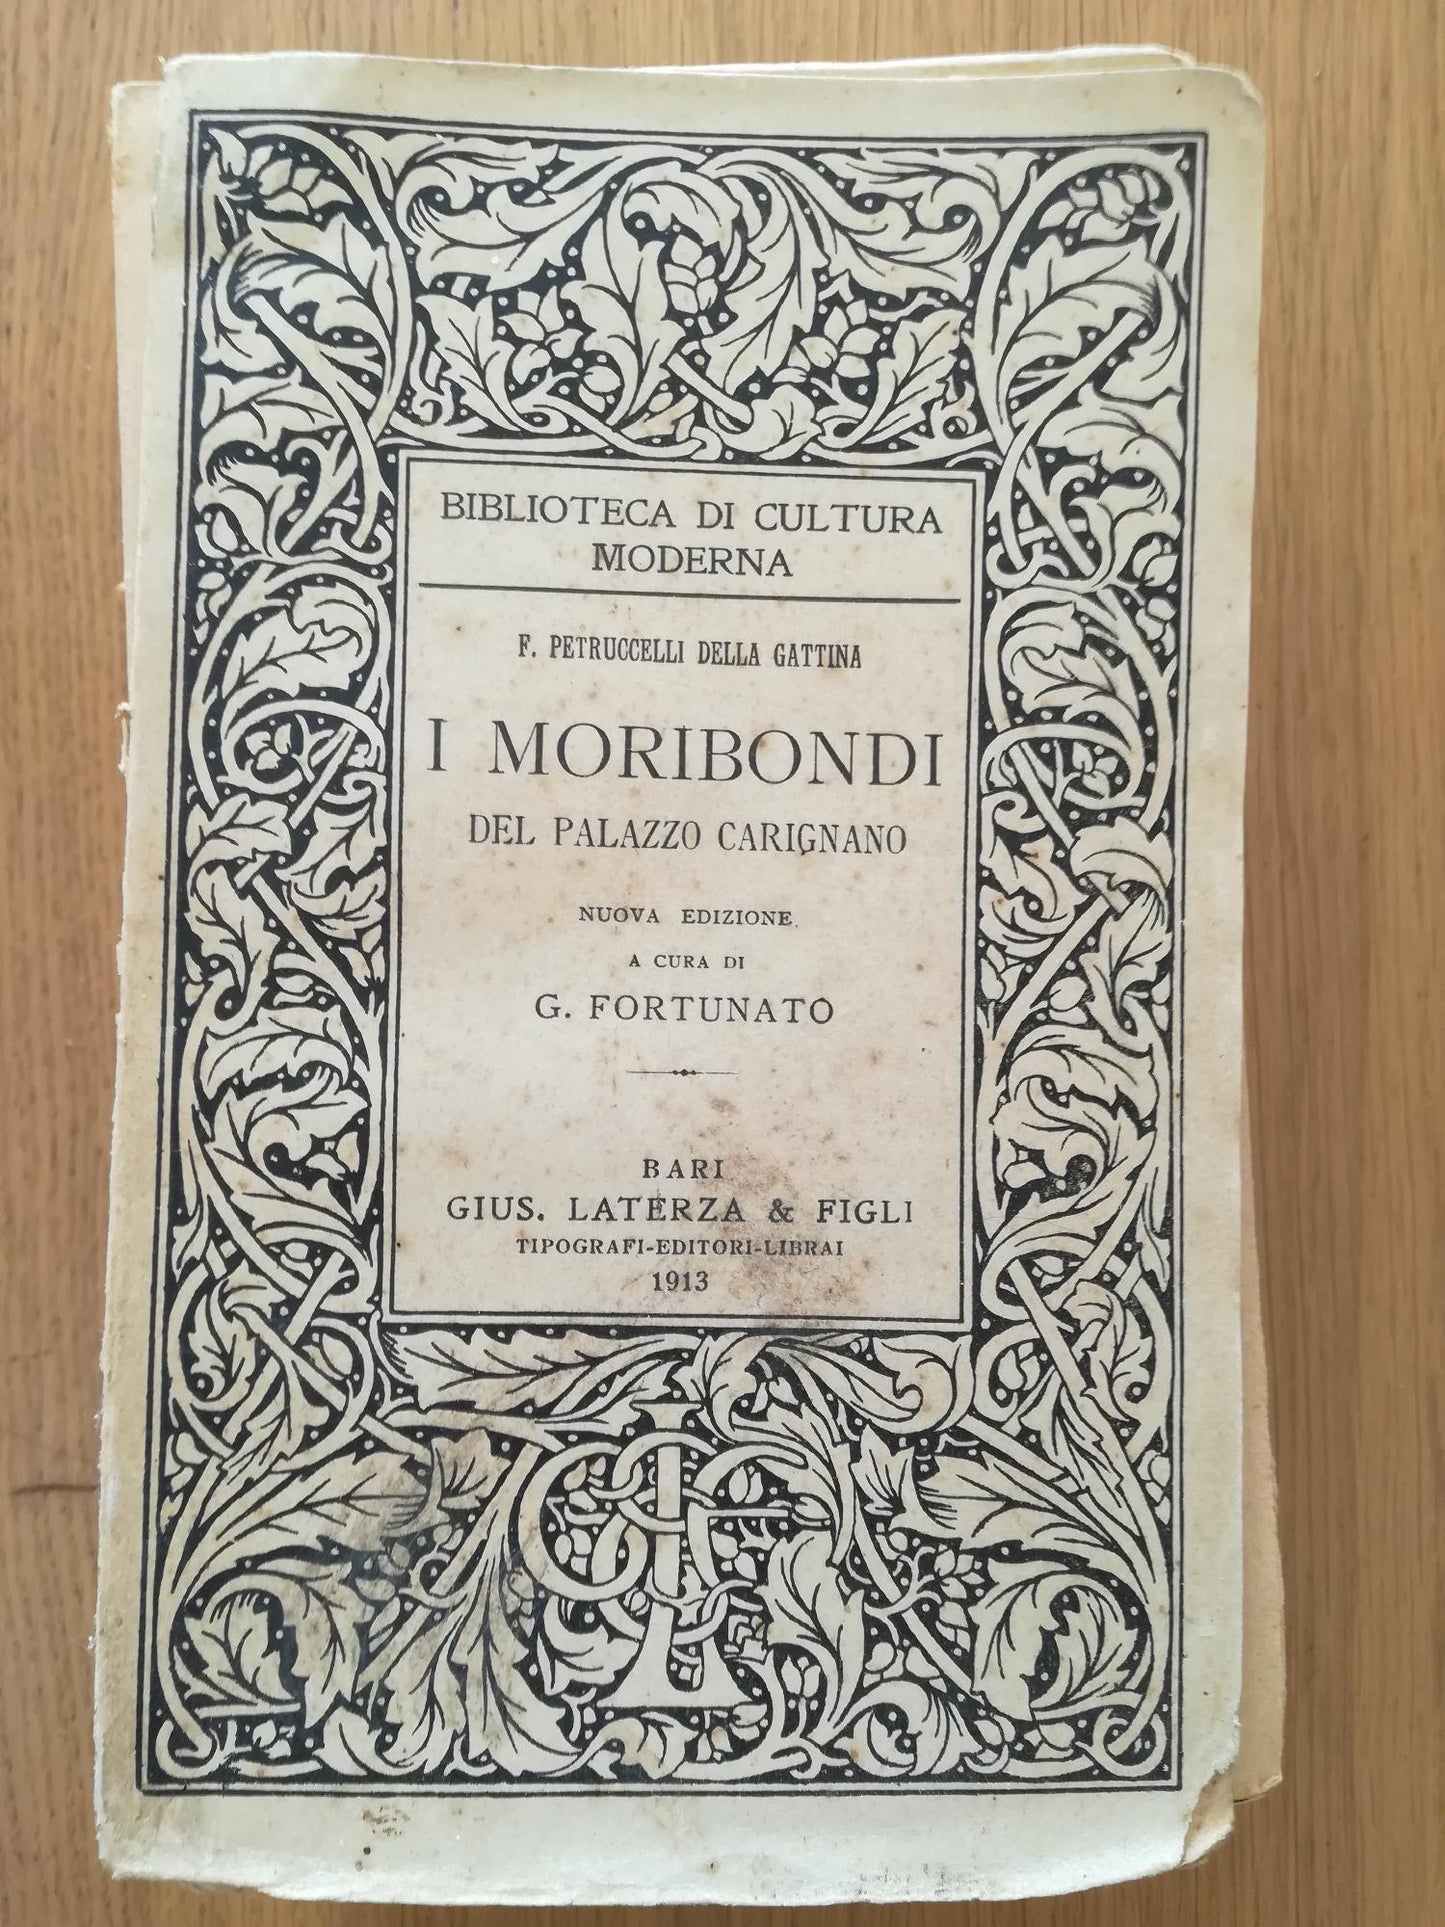 BIBLIOTECA DI CULTURA
MODERNA
F. PETRUCCELLI DELLA GATTINA
I MORIBONDI
DEL PALAZZO CARIGNANO
NUOVA EDIZIONE
A CURA DI
G. FORTUNATO
BARI
GIUS. LATERZA & FIGLI
TIPOGRAFI-EDITORI-LIBRAI
1913